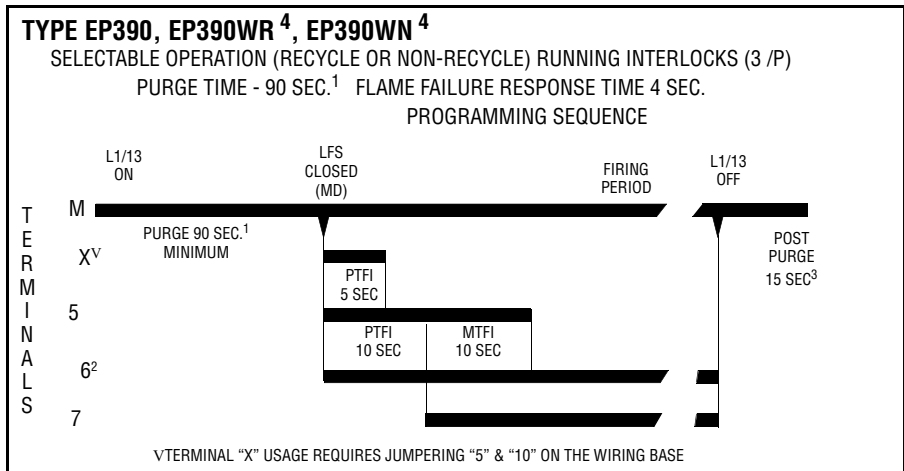 TYPE EP390, EP390WR 4, EP390WN 4
SELECTABLE OPERATION (RECYCLE OR NON-RECYCLE) RUNNING INTERLOCKS (3 /P)
PURGE TIME - 90 SEC.1 FLAME FAILURE RESPONSE TIME 4 SEC.
PROGRAMMING SEQUENCE
L1/13
ON
LFS
CLOSED
(MD)
FIRING
PERIOD
L1/13
OFF
TERMINALS
M
PURGE 90 SEC.1
MINIMUM
POST
PURGE
15 SEC3
XV
PTFI
5 SEC
5
PTFI
10 SEC
MTFI
10 SEC
62
7
VTERMINAL “X” USAGE REQUIRES JUMPERING “5” & “10” ON THE WIRING BASE